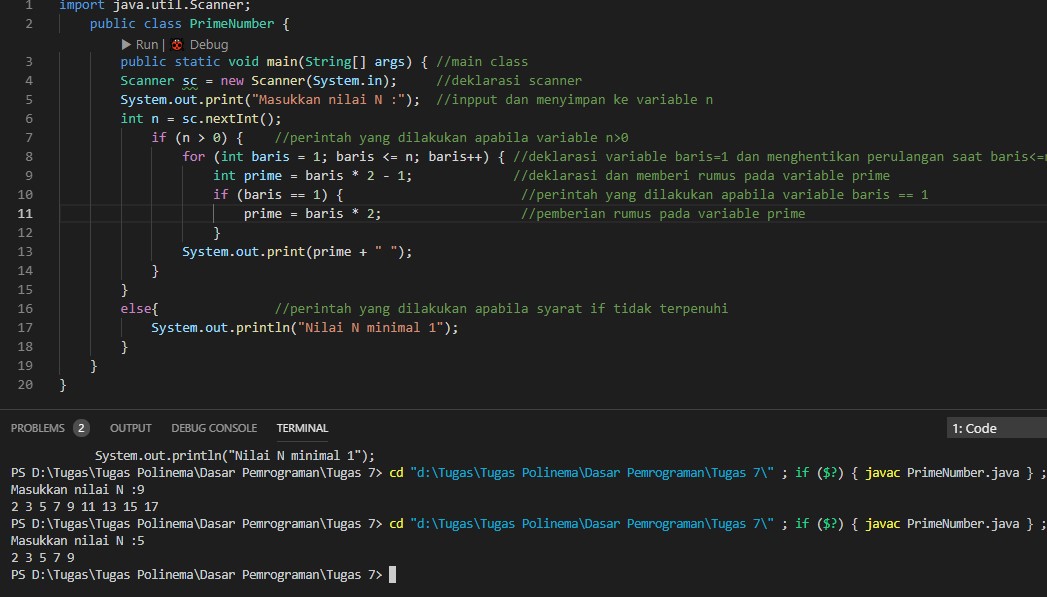 1 import java.util.Scanner;
2 public class PrimeNumber {
Run | Debug
3 public static void main(String[] args) { //main class
4 Scanner sc = new Scanner(System.in); //deklarasi scanner
5 System.out.print("Masukkan nilai N :"); //inpput dan menyimpan ke variable n
6 int n = sc.nextInt();
7 if (n > 0) { //perintah yang dilakukan apabila variable n>0
8 for (int baris = 1; baris <= n; baris++) { //deklarasi variable baris=1 dan menghentikan perulangan saat baris<=n
9 int prime = baris * 2 - 1; //deklarasi dan memberi rumus pada variable prime
10 if (baris == 1) { //perintah yang dilakukan apabila variable baris == 1
11 prime = baris * 2; //pemberian rumus pada variable prime
12 }
13 System.out.print(prime + " ");
14 }
15 }
16 else{ //perintah yang dilakukan apabila syarat if tidak terpenuhi
17 System.out.println("Nilai N minimal 1");
18 }
19 }
20 }
PROBLEMS 2 OUTPUT DEBUG CONSOLE TERMINAL 1: Code
System.out.println("Nilai N minimal 1");
PS D:\Tugas\Tugas Polinema\Dasar Pemrograman\Tugas 7> cd "d:\Tugas\Tugas Polinema\Dasar Pemrograman\Tugas 7\" ; if ($?) { javac PrimeNumber.java } ;
Masukkan nilai N :9
2 3 5 7 9 11 13 15 17
PS D:\Tugas\Tugas Polinema\Dasar Pemrograman\Tugas 7> cd "d:\Tugas\Tugas Polinema\Dasar Pemrograman\Tugas 7\" ; if ($?) { javac PrimeNumber.java } ;
Masukkan nilai N :5
2 3 5 7 9
PS D:\Tugas\Tugas Polinema\Dasar Pemrograman\Tugas 7>